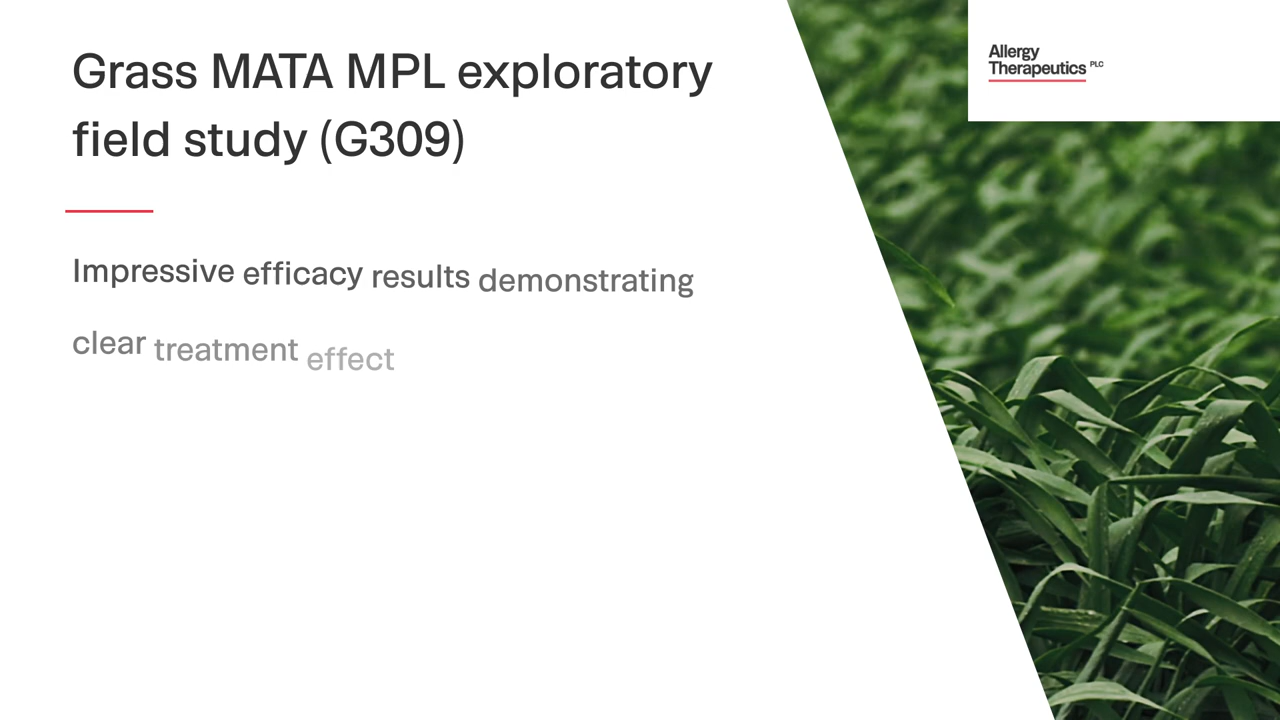 Grass MATA MPL exploratory
field study (G309)
Impressive efficacy results demonstrating
clear treatment effect
Allergy
Therapeutics PLC